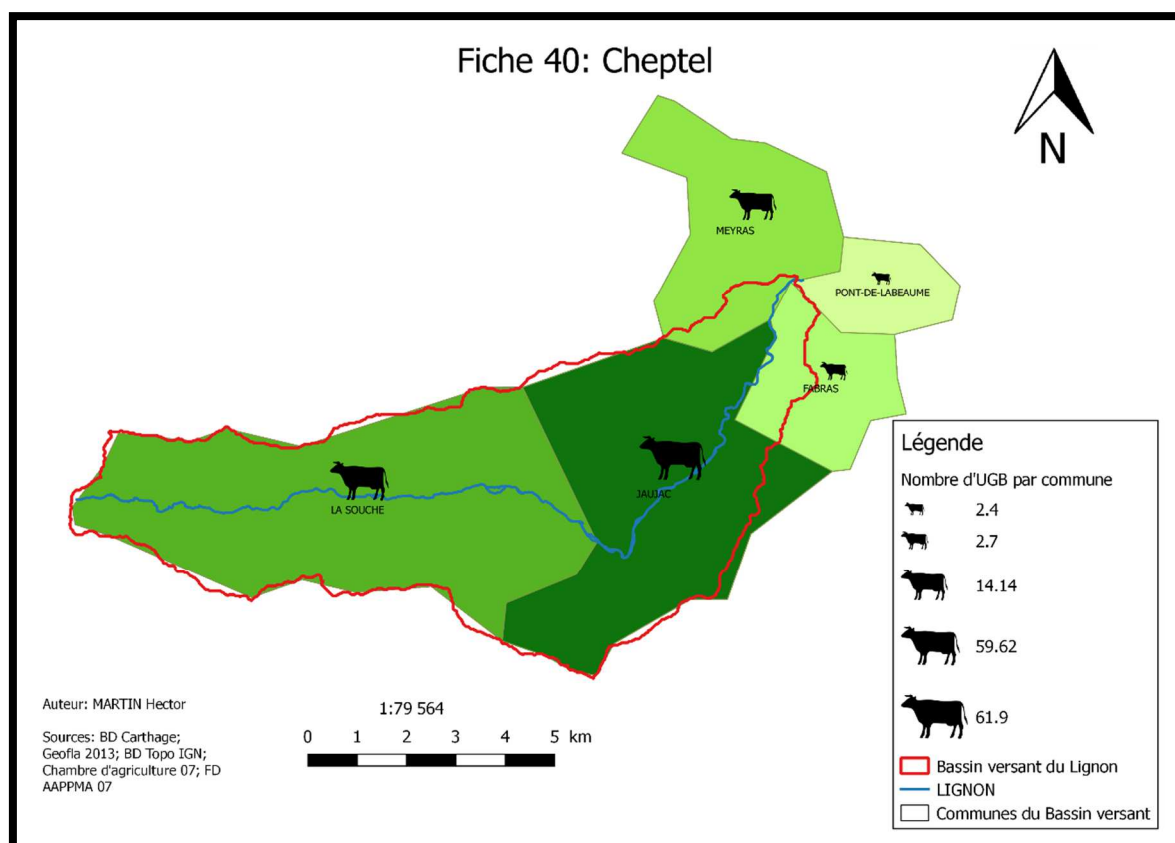 Fiche 40: Cheptel
N
MEYRAS
PONT-DE-LABEAUME
FABRAS
JAUJAC
LA SOUCHE
Légende
Nombre d'UGB par commune
2.4
2.7
14.14
59.62
61.9
Bassin versant du Lignon
LIGNON
Communes du Bassin versant
Auteur: MARTIN Hector
Sources: BD Carthage;
Geofla 2013; BD Topo IGN;
Chambre d'agriculture 07; FD
AAPPMA 07
1:79 564
0 1 2 3 4 5 km